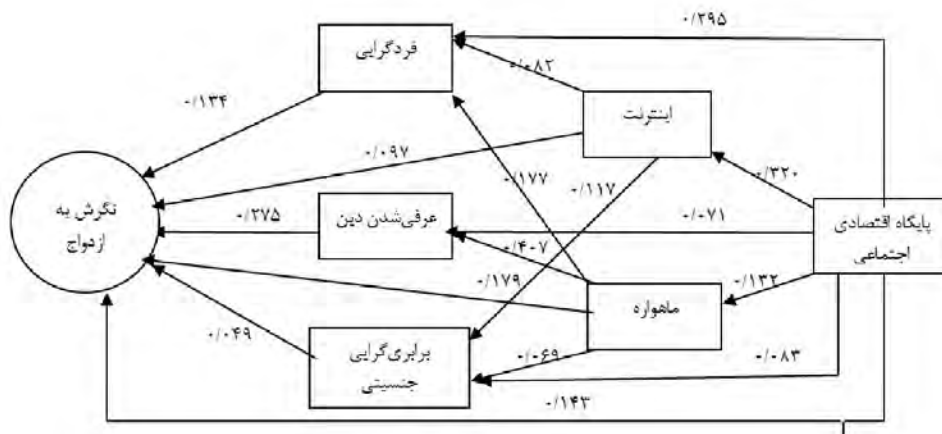 ۰/۲۹۵
فردگرایی
۰/۰۸۲
۰/۱۳۴
اینترنت
۰/۰۹۷
۰/۱۷۷
۰/۱۱۷
۰/۳۲۰
نگرش به
ازدواج
۰/۲۷۵
عرفی‌شدن دین
۰/۰۷۱
پایگاه اقتصادی
اجتماعی
۰/۴۰۷
۰/۱۷۹
ماهواره
۰/۱۳۲
۰/۰۴۹
برابری‌گرایی
جنسیتی
۰/۰۶۹
۰/۰۸۳
۰/۱۴۳